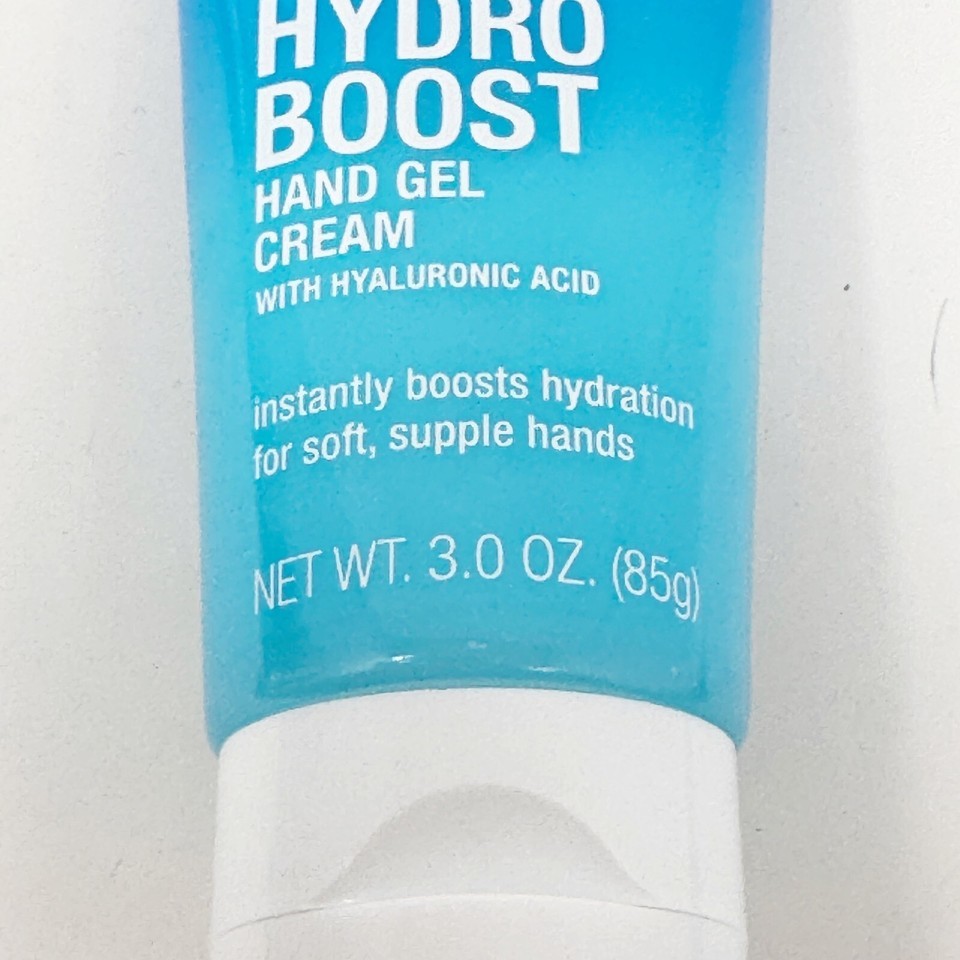 HYDRO
BOOST
HAND GEL
CREAM
WITH HYALURONIC ACID
instantly boosts hydration
for soft, supple hands
NET WT. 3.0 OZ. (85g)